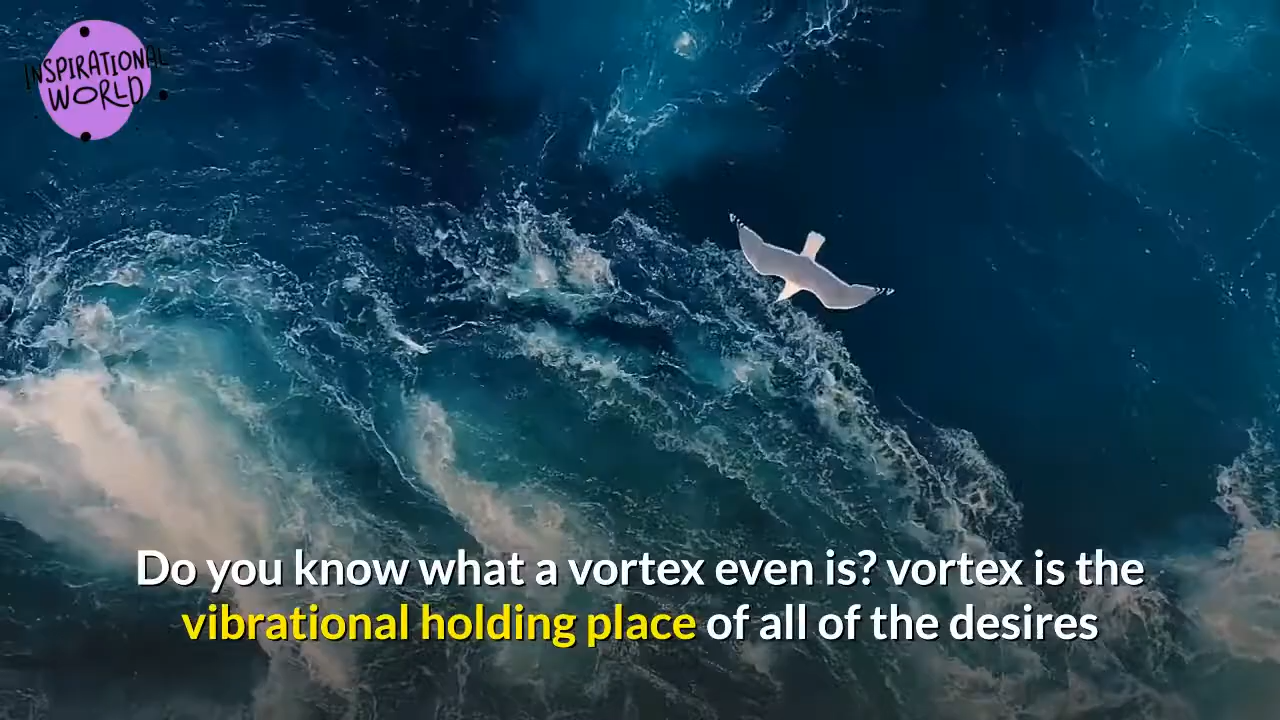 INSPIRATIONAL
WORLD
Do you know what a vortex even is? vortex is the
vibrational holding place of all of the desires